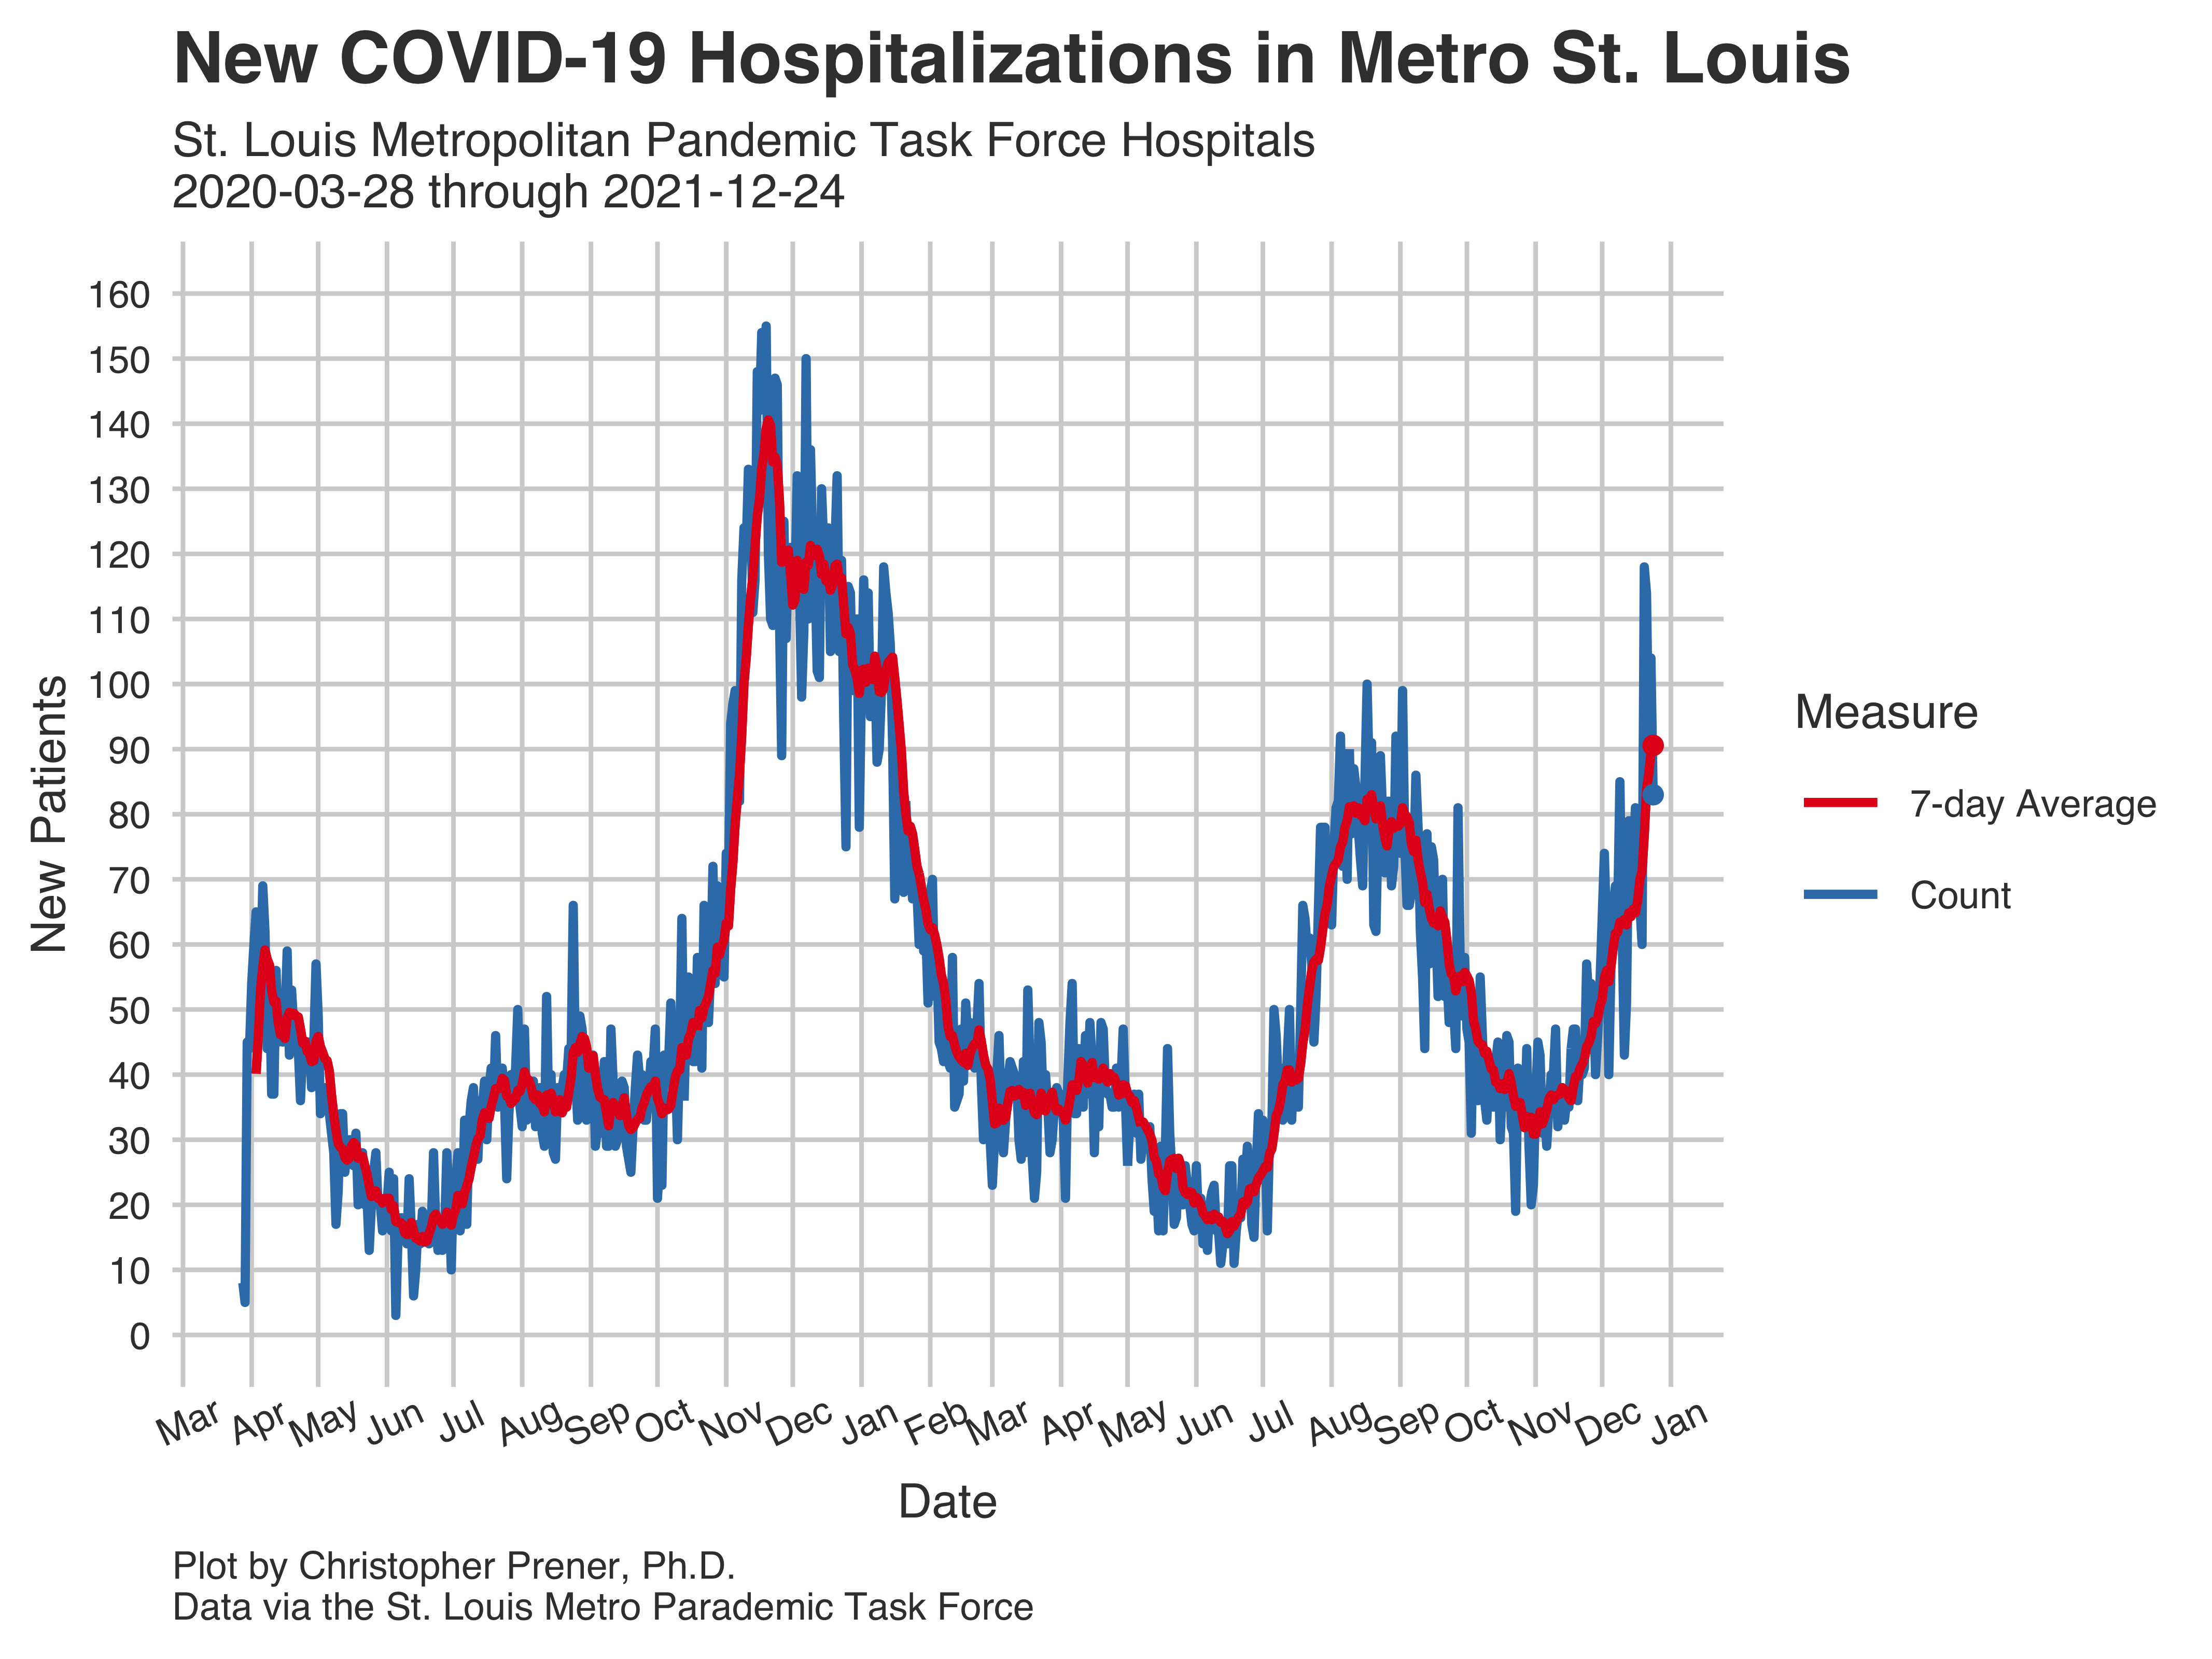 New COVID-19 Hospitalizations in Metro St. Louis
St. Louis Metropolitan Pandemic Task Force Hospitals
2020-03-28 through 2021-12-24
160
150
140
130
120
110
100
90
80
70
60
50
40
30
20
10
0
New Patients
Mar Apr May Jun Jul Aug Sep Oct Nov Dec Jan Feb Mar Apr May Jun Jul Aug Sep Oct Nov Dec Jan
Date
Measure
7-day Average
Count
Plot by Christopher Prener, Ph.D.
Data via the St. Louis Metro Parademic Task Force